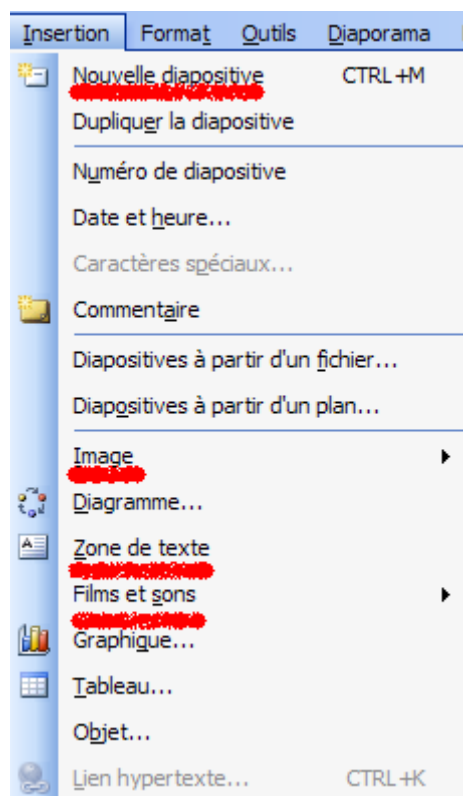 Insertion Format Outils Diaporama
Nouvelle diapositive CTRL+M
Dupliquer la diapositive
Numéro de diapositive
Date et heure...
Caractères spéciaux...
Commentaire
Diapositives à partir d'un fichier...
Diapositives à partir d'un plan...
Image
Diagramme...
Zone de texte
Films et sons
Graphique...
Tableau...
Objet...
Lien hypertexte... CTRL+K